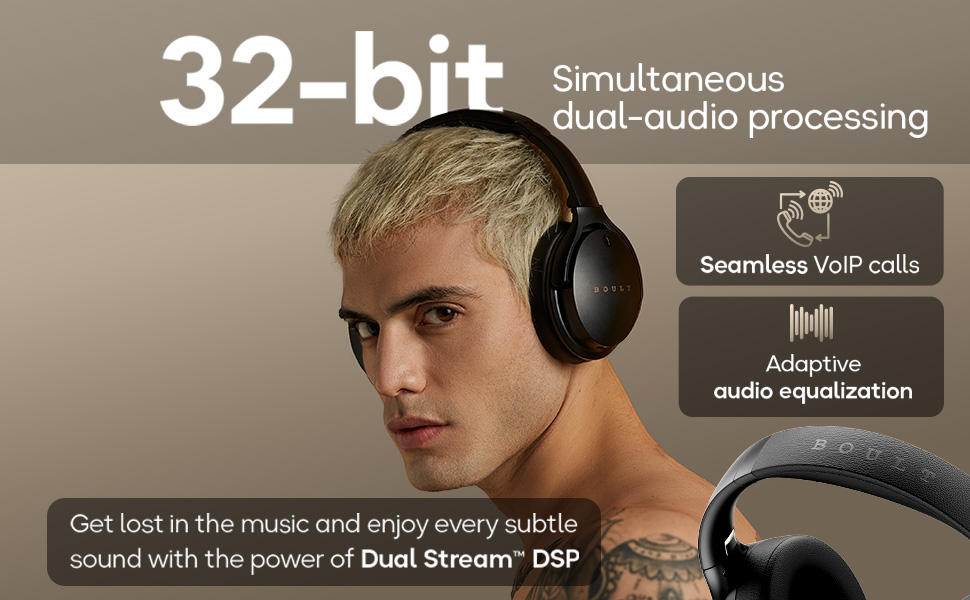 32-bit
Simultaneous
dual-audio processing
Seamless VoIP calls
BOULT
Adaptive
audio equalization
BOULT
Get lost in the music and enjoy every subtle
sound with the power of Dual Stream™ DSP